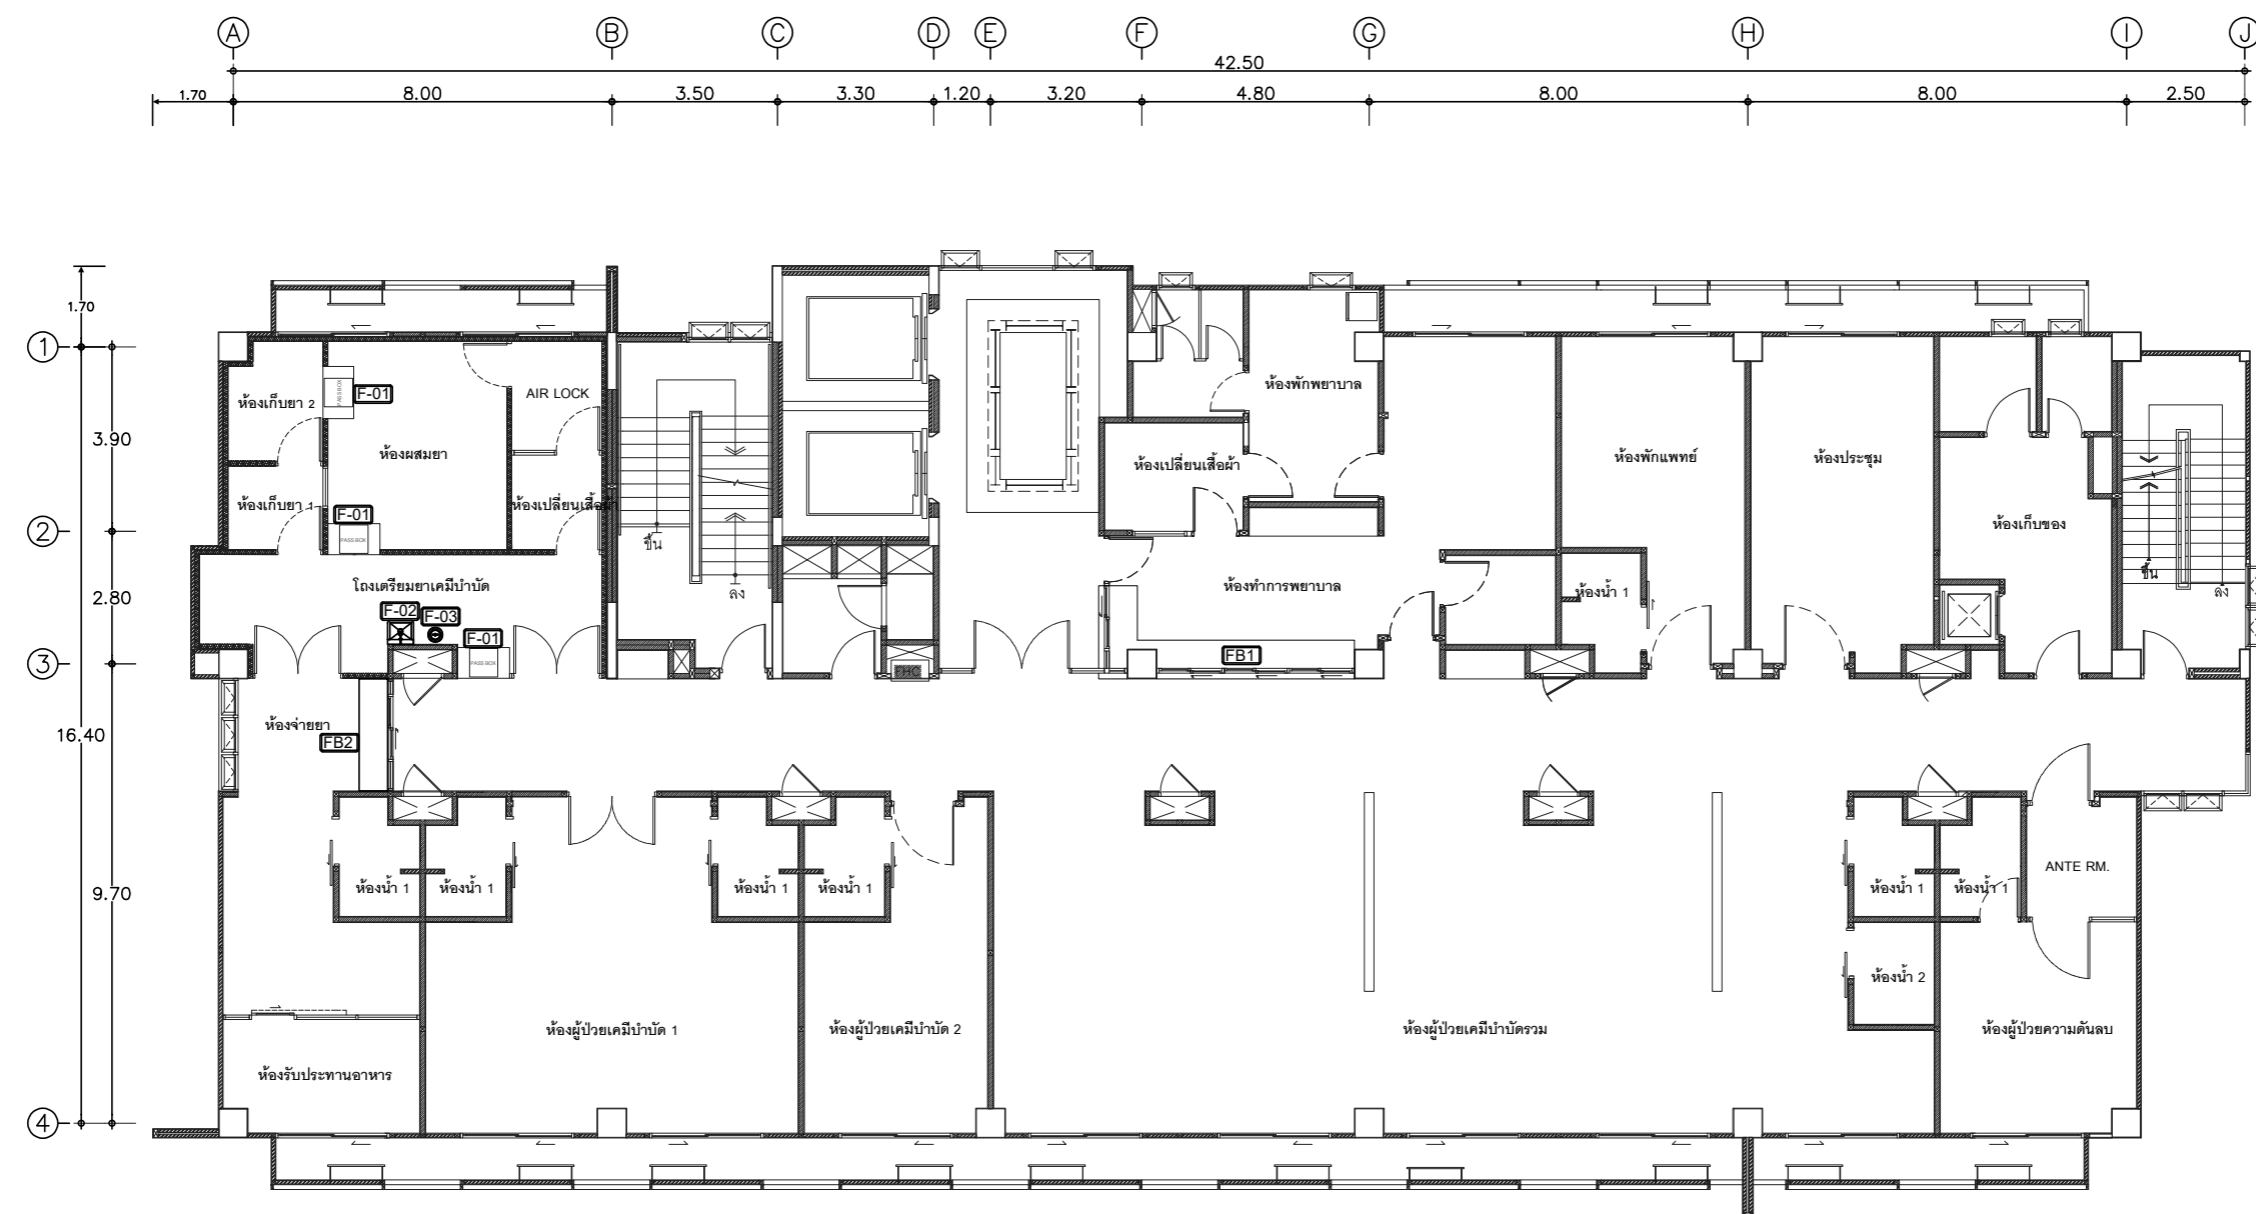 A B C D E F G H I J
42.50
1.70 8.00 3.50 3.30 1.20 3.20 4.80 8.00 8.00 2.50
1.70
1
ห้องเก็บยา 2
PASS BOX
F-01
AIR LOCK
ห้องพักพยาบาล
3.90
ห้องผสมยา
ห้องเปลี่ยนเสื้อผ้า
ห้องพักแพทย์
ห้องประชุม
ห้องเก็บยา 1
F-01
ห้องเปลี่ยนเสื้อผ้า
2
PASS BOX
ขึ้น
ห้องเก็บของ
โถงเตรียมยาเคมีบำบัด
ห้องทำการพยาบาล
ห้องน้ำ 1
ขึ้น
2.80
ลง
ลง
F-02 F-03
F-01
FB1
3
PASS BOX
FHC
ห้องจ่ายยา
16.40
FB2
9.70
ห้องน้ำ 1
ห้องน้ำ 1
ห้องน้ำ 1
ห้องน้ำ 1
ห้องน้ำ 1
ห้องน้ำ 1
ANTE RM.
ห้องน้ำ 2
ห้องผู้ป่วยเคมีบำบัด 1
ห้องผู้ป่วยเคมีบำบัด 2
ห้องผู้ป่วยเคมีบำบัดรวม
ห้องผู้ป่วยความดันลบ
ห้องรับประทานอาหาร
4